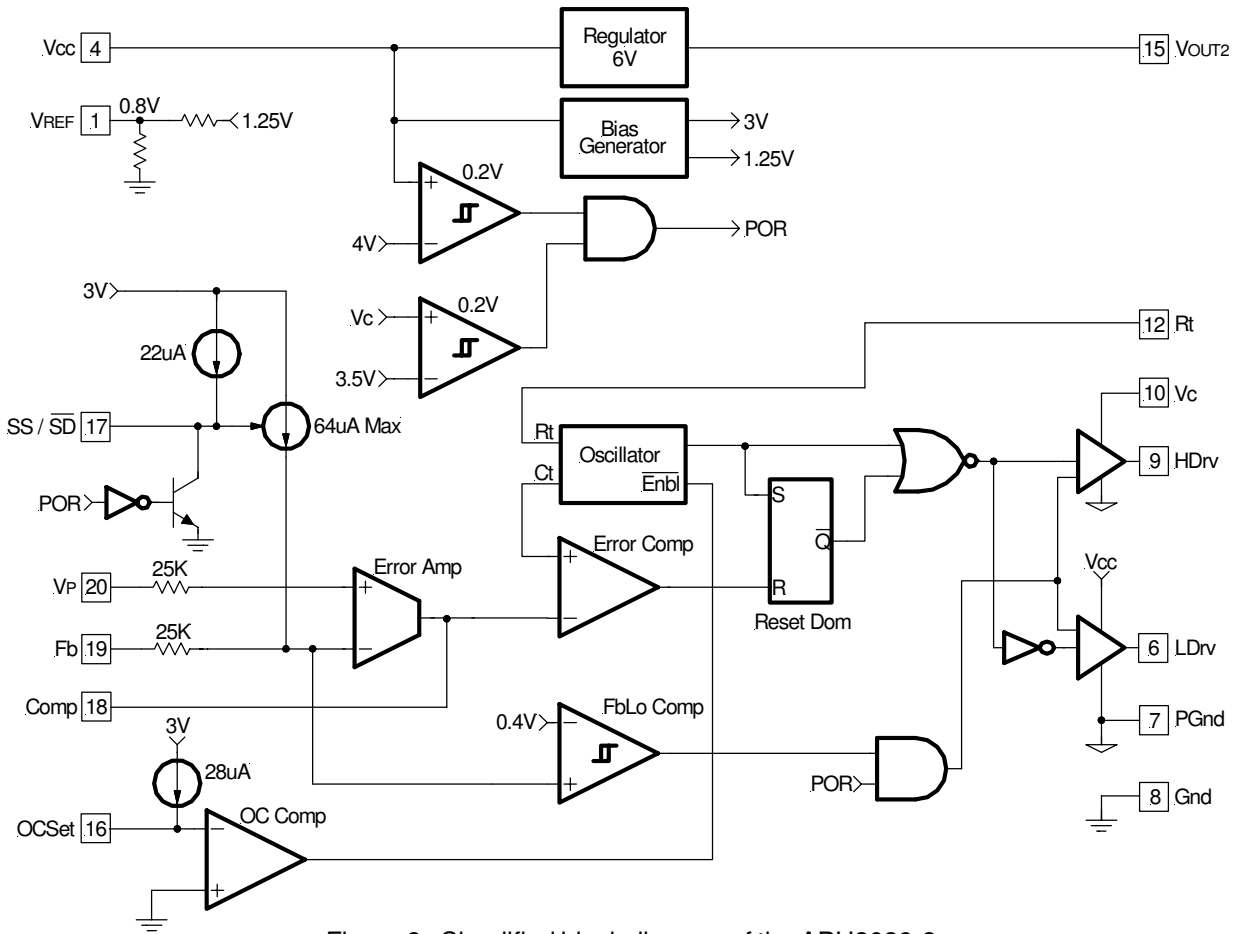 Vcc 4
Regulator
6V
15 VOUT2
VREF 1
0.8V
1.25V
Bias
Generator
3V
1.25V
0.2V
+
4V
−
POR
3V
0.2V
Vc
+
12 Rt
22uA
3.5V
−
10 Vc
SS / SD 17
64uA Max
Rt
Oscillator
9 HDrv
Ct
Enbl
S
POR
Q
Error Comp
+
Vcc
VP 20
25K
Error Amp
+
R
−
Reset Dom
Fb 19
25K
−
6 LDrv
Comp 18
FbLo Comp
0.4V
−
7 PGnd
3V
28uA
+
POR
8 Gnd
OC Comp
OCSet 16
−
+